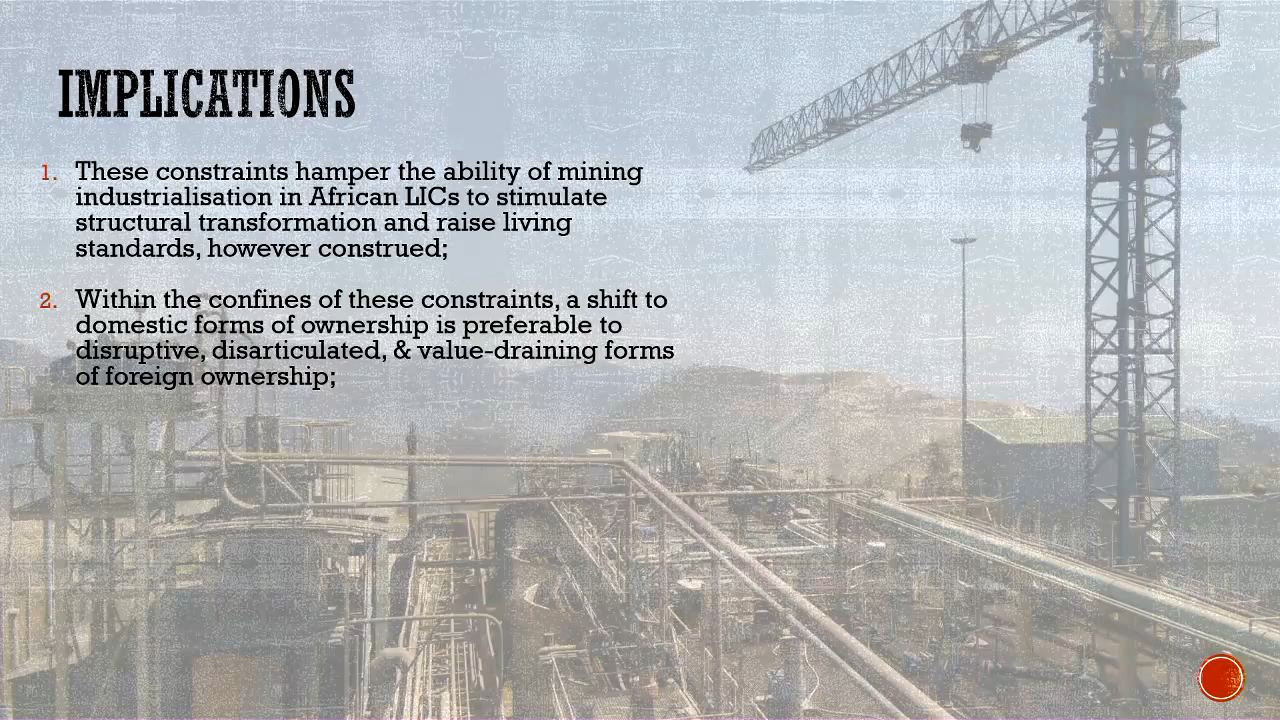 IMPLICATIONS
1. These constraints hamper the ability of mining
industrialisation in African LICs to stimulate
structural transformation and raise living
standards, however construed;
2. Within the confines of these constraints, a shift to
domestic forms of ownership is preferable to
disruptive, disarticulated, & value-draining forms
of foreign ownership;